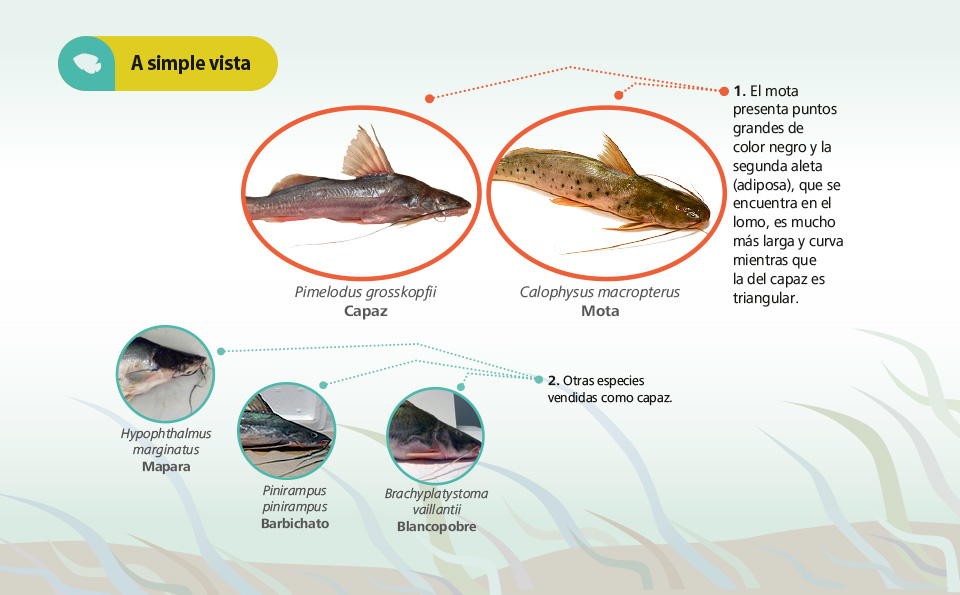 A simple vista
1. El mota
presenta puntos
grandes de
color negro y la
segunda aleta
(adiposa), que se
encuentra en el
lomo, es mucho
más larga y curva
mientras que
la del capaz es
triangular.
Pimelodus grosskopfii
Capaz
Calophysus macropterus
Mota
2. Otras especies
vendidas como capaz.
Hypophthalmus
marginatus
Mapara
Pinirampus
pinirampus
Barbichato
Brachyplatystoma
vaillantii
Blancopobre